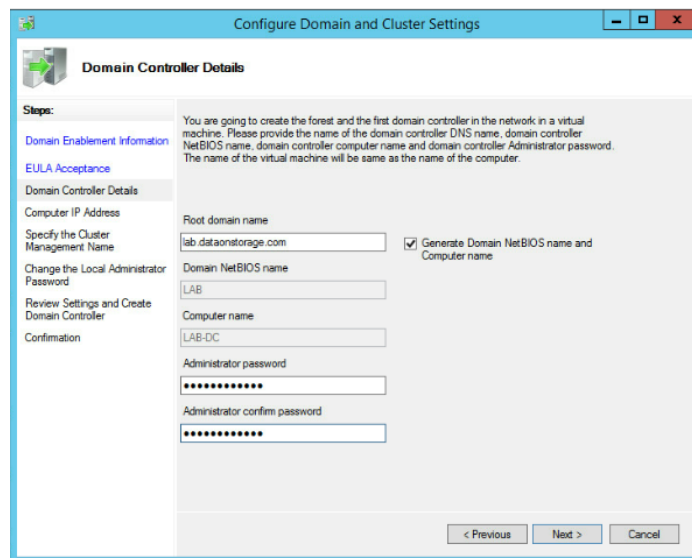 Configure Domain and Cluster Settings
x
Domain Controller Details
Steps:
Domain Enablement Information
EULA Acceptance
Domain Controller Details
Computer IP Address
Specify the Cluster
Management Name
Change the Local Administrator
Password
Review Settings and Create
Domain Controller
Confirmation
You are going to create the forest and the first domain controller in the network in a virtual
machine. Please provide the name of the domain controller DNS name, domain controller
NetBIOS name, domain controller computer name and domain controller Administrator password.
The name of the virtual machine will be same as the name of the computer.
Root domain name
lab.dataonstorage.com
Generate Domain NetBIOS name and
Computer name
Domain NetBIOS name
LAB
Computer name
LAB-DC
Administrator password
••••••••••••
Administrator confirm password
••••••••••••
< Previous
Next >
Cancel